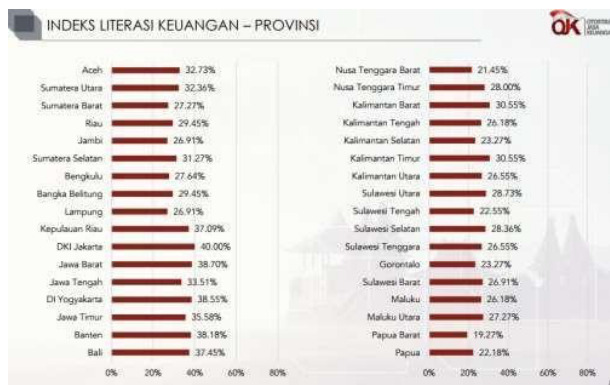 INDEKS LITERASI KEUANGAN – PROVINSI
OJK OTORITAS
JASA
KEUANGAN
Aceh 32.73%
Sumatera Utara 32.36%
Sumatera Barat 27.27%
Riau 29.45%
Jambi 26.91%
Sumatera Selatan 31.27%
Bengkulu 27.64%
Bangka Belitung 29.45%
Lampung 26.91%
Kepulauan Riau 37.09%
DKI Jakarta 40.00%
Jawa Barat 38.70%
Jawa Tengah 33.51%
DI Yogyakarta 38.55%
Jawa Timur 35.58%
Banten 38.18%
Bali 37.45%
0% 20% 40% 60% 80%
Nusa Tenggara Barat 21.45%
Nusa Tenggara Timur 28.00%
Kalimantan Barat 30.55%
Kalimantan Tengah 26.18%
Kalimantan Selatan 23.27%
Kalimantan Timur 30.55%
Kalimantan Utara 26.55%
Sulawesi Utara 28.73%
Sulawesi Tengah 22.55%
Sulawesi Selatan 28.36%
Sulawesi Tenggara 26.55%
Gorontalo 23.27%
Sulawesi Barat 26.91%
Maluku 26.18%
Maluku Utara 27.27%
Papua Barat 19.27%
Papua 22.18%
0% 20% 40% 60% 80%